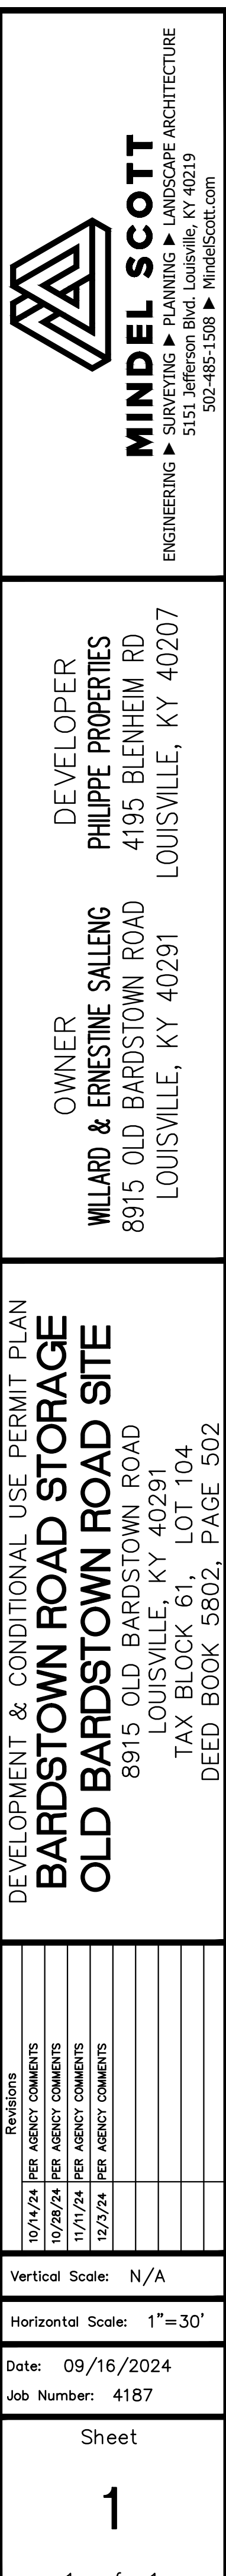 MINDEL SCOTT
ENGINEERING ▶ SURVEYING ▶ PLANNING ▶ LANDSCAPE ARCHITECTURE
5151 Jefferson Blvd. Louisville, KY 40219
502-485-1508 ▶ MindelScott.com
DEVELOPER
PHILIPPE PROPERTIES
4195 BLENHEIM RD
LOUISVILLE, KY 40207
OWNER
WILLARD & ERNESTINE SALLENG
8915 OLD BARDSTOWN ROAD
LOUISVILLE, KY 40291
DEVELOPMENT & CONDITIONAL USE PERMIT PLAN
BARDSTOWN ROAD STORAGE
OLD BARDSTOWN ROAD SITE
8915 OLD BARDSTOWN ROAD
LOUISVILLE, KY 40291
TAX BLOCK 61, LOT 104
DEED BOOK 5802, PAGE 502
Revisions
10/14/24 PER AGENCY COMMENTS
10/28/24 PER AGENCY COMMENTS
11/11/24 PER AGENCY COMMENTS
12/3/24 PER AGENCY COMMENTS
Vertical Scale: N/A
Horizontal Scale: 1"=30'
Date: 09/16/2024
Job Number: 4187
Sheet
1